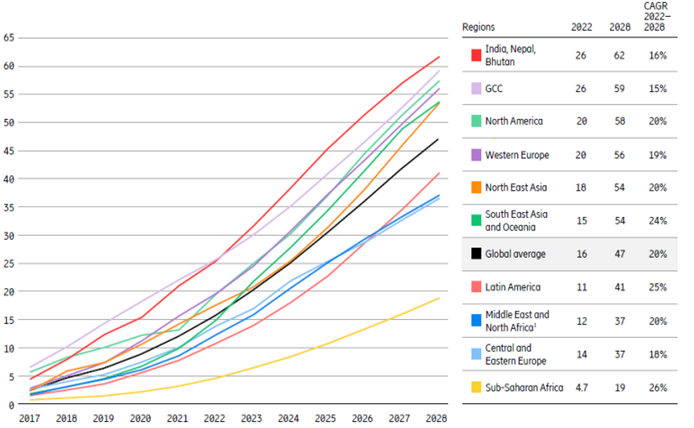 CAGR
2022–
Regions 2022 2028 2028
65
60
55
50
45
40
35
30
25
20
15
10
5
0
2017 2018 2019 2020 2021 2022 2023 2024 2025 2026 2027 2028
India, Nepal,
Bhutan 26 62 16%
GCC 26 59 15%
North America 20 58 20%
Western Europe 20 56 19%
North East Asia 18 54 20%
South East Asia
and Oceania 15 54 24%
Global average 16 47 20%
Latin America 11 41 25%
Middle East and
North Africa¹ 12 37 20%
Central and
Eastern Europe 14 37 18%
Sub-Saharan Africa 4.7 19 26%